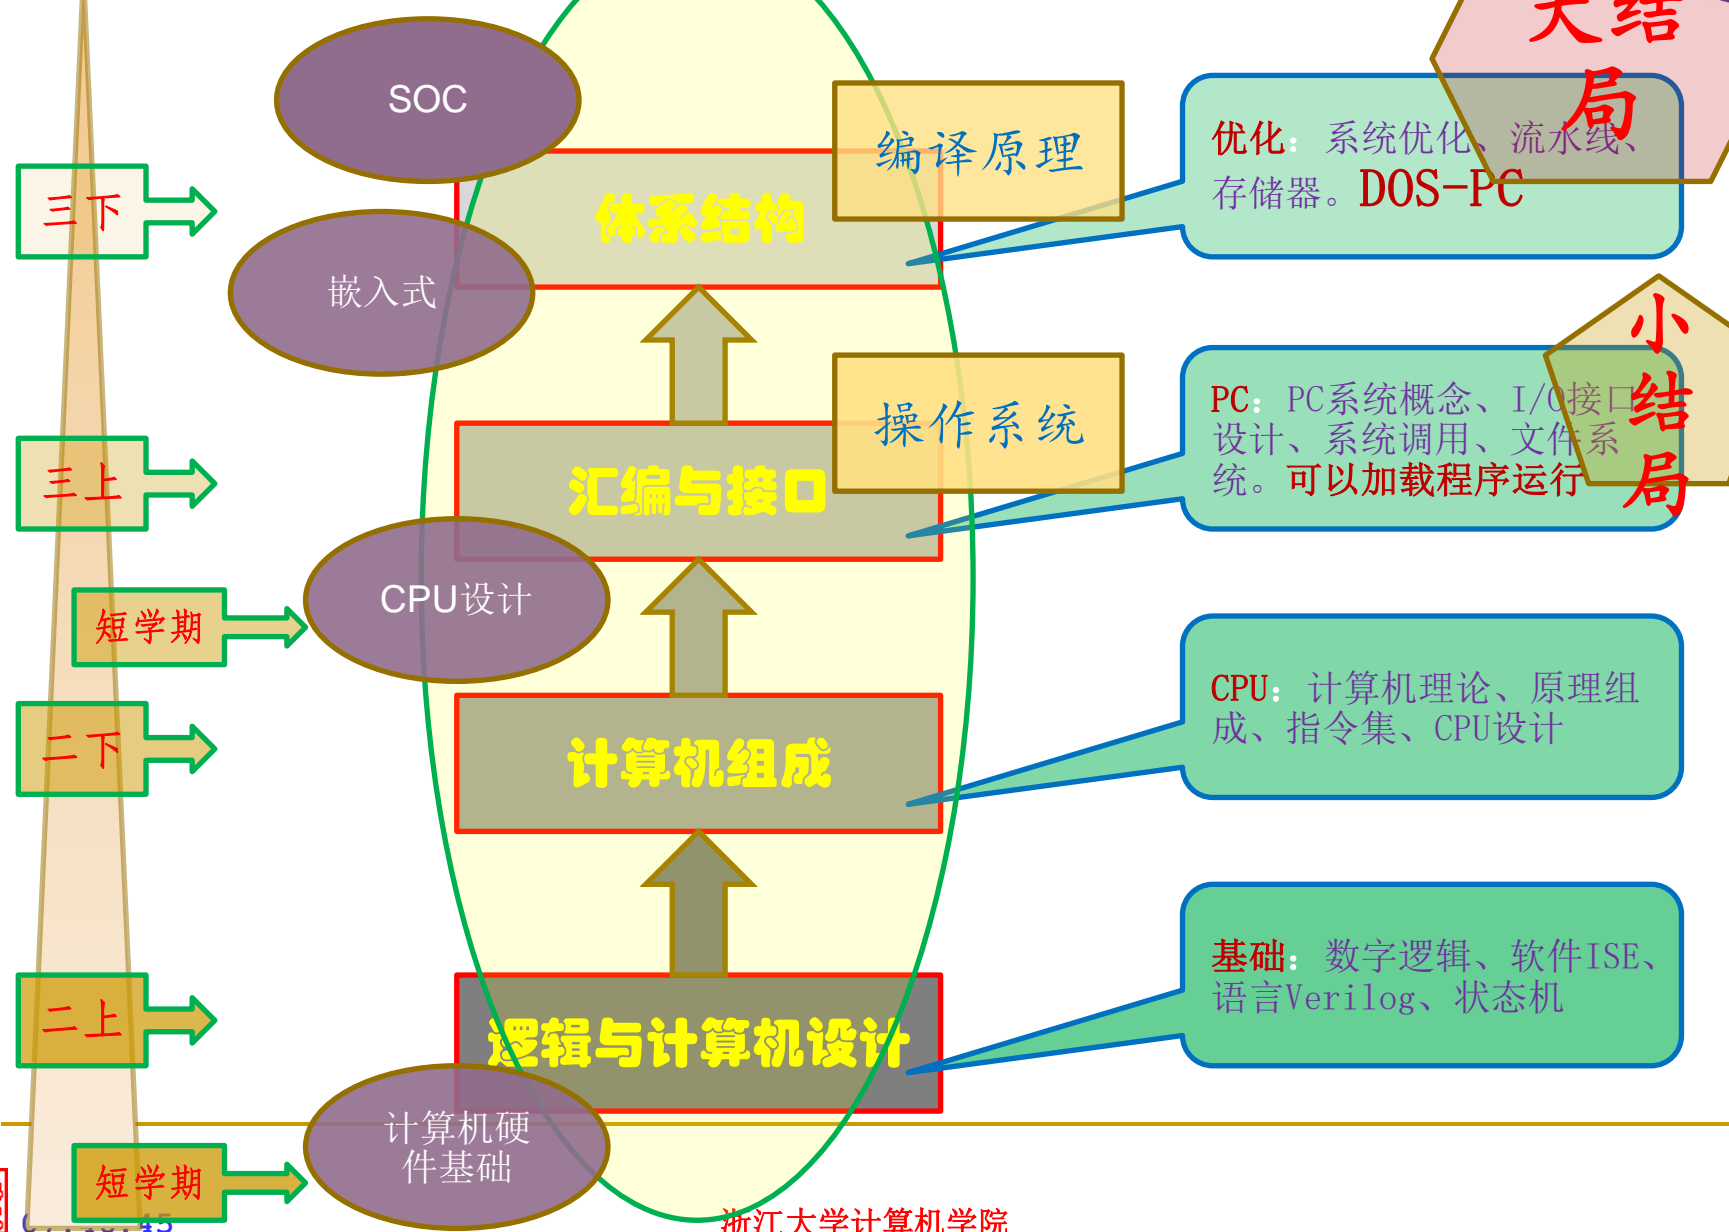 大结
局
SOC
编译原理
优化：系统优化、流水线、
存储器。DOS-PC
三下
体系结构
嵌入式
小
结
局
操作系统
PC：PC系统概念、I/O接口
设计、系统调用、文件系
统。可以加载程序运行
三上
汇编与接口
CPU设计
短学期
CPU：计算机理论、原理组
成、指令集、CPU设计
二下
计算机组成
基础：数字逻辑、软件ISE、
语言Verilog、状态机
二上
逻辑与计算机设计
计算机硬
件基础
短学期
浙江大学计算机学院